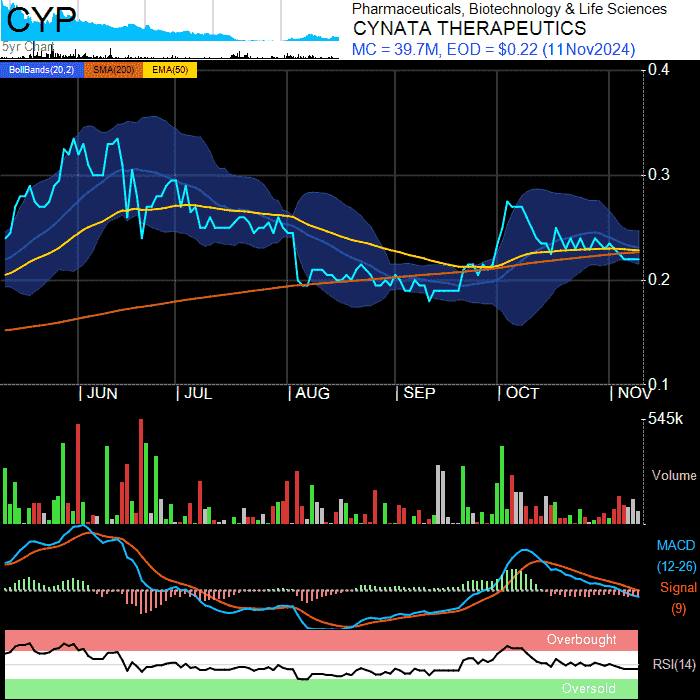 CYP
5yr Chart
Pharmaceuticals, Biotechnology & Life Sciences
CYNATA THERAPEUTICS
MC = 39.7M, EOD = $0.22 (11Nov2024)
BollBands(20,2) SMA(200) EMA(50)
0.4
0.3
0.2
0.1
JUN JUL AUG SEP OCT NOV
545k
Volume
MACD
(12-26)
Signal
(9)
Overbought
RSI(14)
Oversold